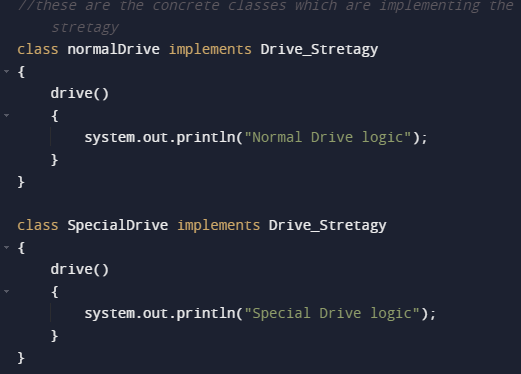 //these are the concrete classes which are implementing the
stretagy
class normalDrive implements Drive_Stretagy
{
drive()
{
system.out.println("Normal Drive logic");
}
}
class SpecialDrive implements Drive_Stretagy
{
drive()
{
system.out.println("Special Drive logic");
}
}